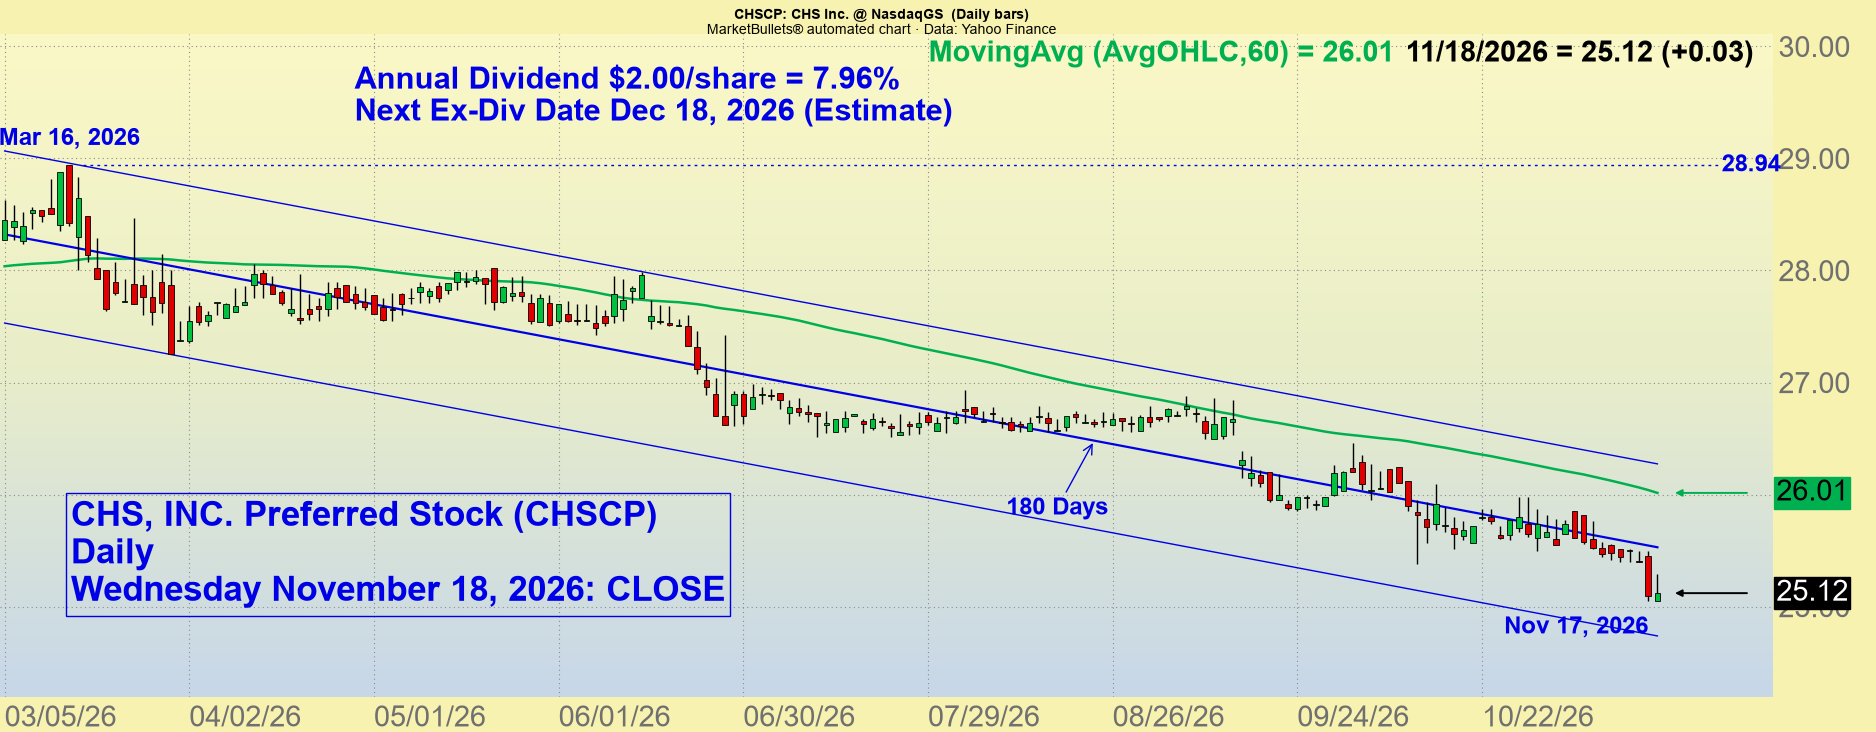 CHSCP: CHS Inc. @ NasdaqGS  (Daily bars)
MarketBullets® automated chart · Data: Yahoo Finance
MovingAvg (AvgOHLC,60) = 26.01 11/18/2026 = 25.12 (+0.03)
30.00
Annual Dividend $2.00/share = 7.96%
Next Ex-Div Date Dec 18, 2026 (Estimate)
Mar 16, 2026
28.94
29.00
28.00
27.00
26.01
180 Days
CHS, INC. Preferred Stock (CHSCP)
Daily
Wednesday November 18, 2026: CLOSE
25.12
25.00
Nov 17, 2026
03/05/26 04/02/26 05/01/26 06/01/26 06/30/26 07/29/26 08/26/26 09/24/26 10/22/26